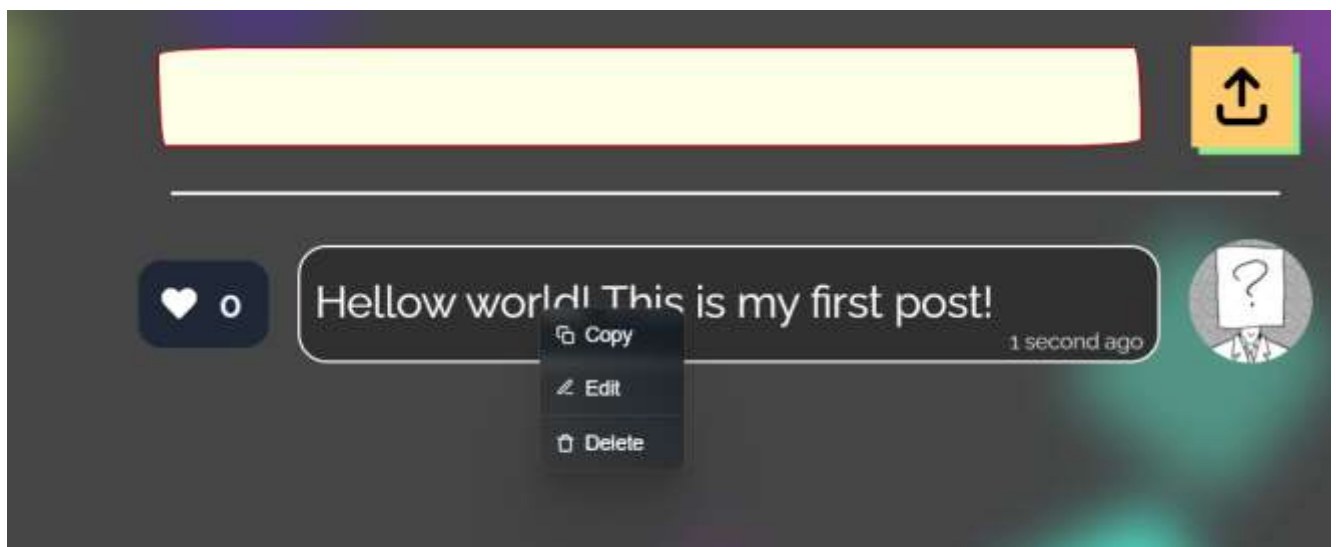 0
Hellow world! This is my first post!
1 second ago
Copy
Edit
Delete
?